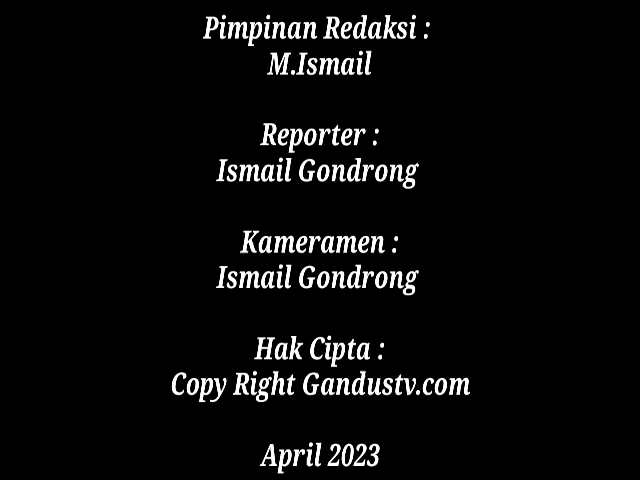 Pimpinan Redaksi :
M.Ismail
Reporter :
Ismail Gondrong
Kameramen :
Ismail Gondrong
Hak Cipta :
Copy Right Gandustv.com
April 2023